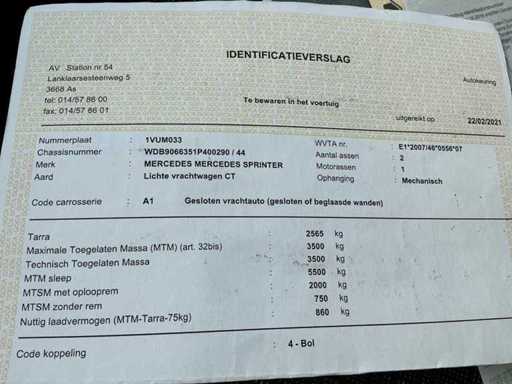 IDENTIFICATIEVERSLAG
AV Station nr 54
Lanklaarsesteenweg 5
3668 As
tel: 014/57 86 00
fax: 014/57 86 01
Autokeuring
Te bewaren in het voertuig
uitgereikt op 22/02/2021
Nummerplaat : 1VUM033
WVTA nr. : E1*2007/46*0556*07
Chassisnummer : WDB9066351P400290 / 44
Aantal assen : 2
Merk : MERCEDES MERCEDES SPRINTER
Motorassen : 1
Aard : Lichte vrachtwagen CT
Ophanging : Mechanisch
Code carrosserie : A1 Gesloten vrachtauto (gesloten of beglaasde wanden)
Tarra : 2565 kg
Maximale Toegelaten Massa (MTM) (art. 32bis) : 3500 kg
Technisch Toegelaten Massa : 3500 kg
MTM sleep : 5500 kg
MTSM met oplooprem : 2000 kg
MTSM zonder rem : 750 kg
Nuttig laadvermogen (MTM-Tarra-75kg) : 860 kg
Code koppeling : 4 - Bol